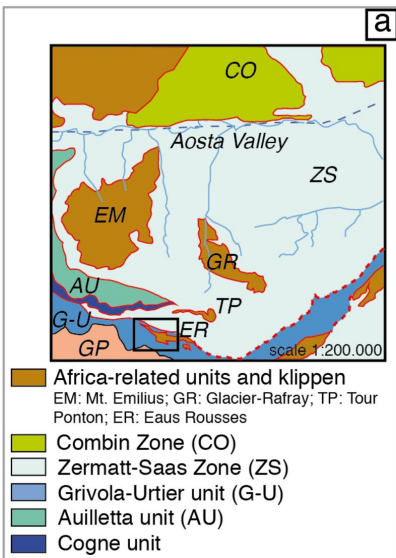 a
CO
Aosta Valley
ZS
EM
GR
AU
TP
G-U
ER
GP
scale 1:200.000
Africa-related units and klippen
EM: Mt. Emilius; GR: Glacier-Rafray; TP: Tour
Ponton; ER: Eaus Rousses
Combin Zone (CO)
Zermatt-Saas Zone (ZS)
Grivola-Urtier unit (G-U)
Auilletta unit (AU)
Cogne unit